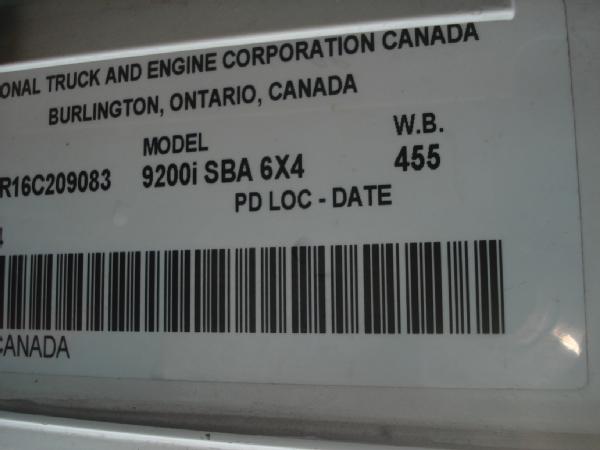 ONAL TRUCK AND ENGINE CORPORATION CANADA
BURLINGTON, ONTARIO, CANADA
MODEL W.B.
R16C209083 9200i SBA 6X4 455
PD LOC - DATE
4
CANADA